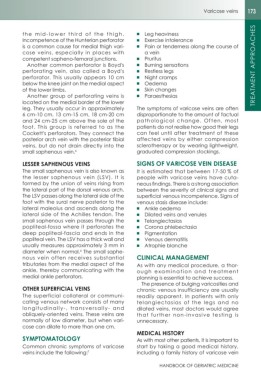 Varicose veins 173
TREATMENT APPROACHES
the mid-lower third of the thigh.
Incompetence of the Hunterian perforator
is a common cause for medial thigh vari-
cose veins, especially in places with
competent saphena-femoral junctions.
Another common perforator is Boyd's
perforating vein, also called a Boyd's
perforator. This usually appears 10 cm
below the knee joint on the medial aspect
of the lower limbs.
Another group of perforating veins is
located on the medial border of the lower
leg. They usually occur in approximately
6 cm-10 cm, 13 cm-15 cm, 18 cm-20 cm
and 24 cm-25 cm above the sole of the
foot. This group is referred to as the
Cockett's perforators. They connect the
posterior arch vein with the posterior tibial
veins, but do not drain directly into the
small saphenous vein.
LESSER SAPHENOUS VEINS
The small saphenous vein is also known as
the lesser saphenous vein (LSV). It is
formed by the union of veins rising from
the lateral part of the dorsal venous arch.
The LSV passes along the lateral side of the
foot with the sural nerve posterior to the
lateral malleolus and ascends along the
lateral side of the Achilles tendon. The
small saphenous vein passes through the
popliteal-fossa where it perforates the
deep popliteal-fascia and ends in the
popliteal vein. The LSV has a thick wall and
usually measures approximately 3 mm in
diameter when normal. The small saphe-
nous vein often receives substantial
tributaries from the medial aspect of the
ankle, thereby communicating with the
medial ankle perforators.
OTHER SUPERFICIAL VEINS
The superficial collateral or communi-
cating venous network consists of many
longitudinally-, transversally- and
obliquely-oriented veins. These veins are
normally of low diameter, but when vari-
cose can dilate to more than one cm.
SYMPTOMATOLOGY
Common chronic symptoms of varicose
veins include the following:
Leg heaviness
Exercise intolerance
Pain or tenderness along the course of
a vein
Pruritus
Burning sensations
Restless legs
Night cramps
Oedema
Skin changes
Paraesthesias
The symptoms of varicose veins are often
disproportionate to the amount of factual
pathological change. Often, most
patients do not realise how good their legs
can feel until after treatment of these
affected veins by either compression
sclerotherapy or by wearing lightweight,
graduated compression stockings.
SIGNS OF VARICOSE VEIN DISEASE
It is estimated that between 17-50 % of
people with varicose veins have cuta-
neous findings. There is a strong association
between the severity of clinical signs and
superficial venous incompetence. Signs of
venous stasis disease include:
Ankle oedema
Dilated veins and venules
Telangiectasis
Corona phlebectasia
Pigmentation
Venous dermatitis
Atrophie blanche
CLINICAL MANAGEMENT
As with any medical procedure, a thor-
ough examination and treatment
planning is essential to achieve success.
The presence of bulging varicosities and
chronic venous insufficiency are usually
readily apparent. In patients with only
telangiectasias of the legs and no
dilated veins, most doctors would agree
that further non-invasive testing is
unnecessary.
MEDICAL HISTORY
As with most other patients, it is important to
start by taking a good medical history,
including a family history of varicose vein
HANDBOOK OF GERIATRIC MEDICINE